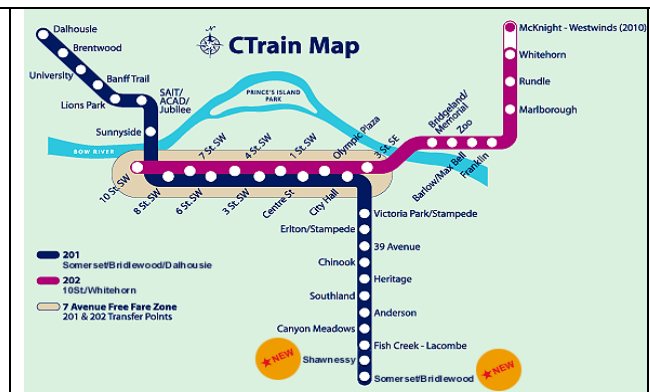 Dalhousie
Brentwood
University
Banff Trail
Lions Park
SAIT/
ACAD/
Jubilee
Sunnyside
CTrain Map
PRINCE'S ISLAND
PARK
BOW RIVER
McKnight - Westwinds (2010)
Whitehorn
Rundle
Marlborough
Bridgeland/
Memorial
Zoo
Barlow/Max Bell
Franklin
7 St. SW
4 St. SW
1 St. SW
Olympic Plaza
3 St. SE
10 St. SW
8 St. SW
6 St. SW
3 St. SW
Centre St
City Hall
Victoria Park/Stampede
Erlton/Stampede
39 Avenue
Chinook
Heritage
Southland
Anderson
Canyon Meadows
Fish Creek - Lacombe
NEW
Shawnessy
Somerset/Bridlewood
NEW
201
Somerset/Bridlewood/Dalhousie
202
10St./Whitehorn
7 Avenue Free Fare Zone
201 & 202 Transfer Points